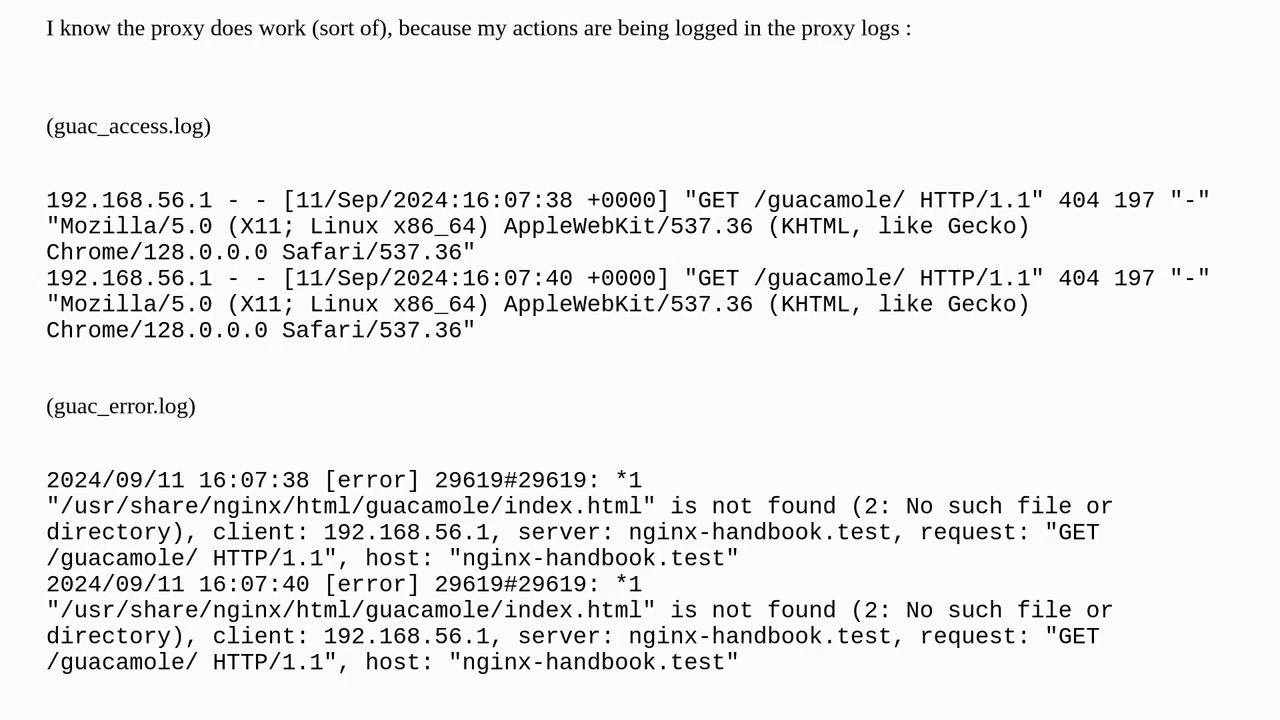 I know the proxy does work (sort of), because my actions are being logged in the proxy logs :
(guac_access.log)
192.168.56.1 - - [11/Sep/2024:16:07:38 +0000] "GET /guacamole/ HTTP/1.1" 404 197 "-"
"Mozilla/5.0 (X11; Linux x86_64) AppleWebKit/537.36 (KHTML, like Gecko)
Chrome/128.0.0.0 Safari/537.36"
192.168.56.1 - - [11/Sep/2024:16:07:40 +0000] "GET /guacamole/ HTTP/1.1" 404 197 "-"
"Mozilla/5.0 (X11; Linux x86_64) AppleWebKit/537.36 (KHTML, like Gecko)
Chrome/128.0.0.0 Safari/537.36"
(guac_error.log)
2024/09/11 16:07:38 [error] 29619#29619: *1
"/usr/share/nginx/html/guacamole/index.html" is not found (2: No such file or
directory), client: 192.168.56.1, server: nginx-handbook.test, request: "GET
/guacamole/ HTTP/1.1", host: "nginx-handbook.test"
2024/09/11 16:07:40 [error] 29619#29619: *1
"/usr/share/nginx/html/guacamole/index.html" is not found (2: No such file or
directory), client: 192.168.56.1, server: nginx-handbook.test, request: "GET
/guacamole/ HTTP/1.1", host: "nginx-handbook.test"